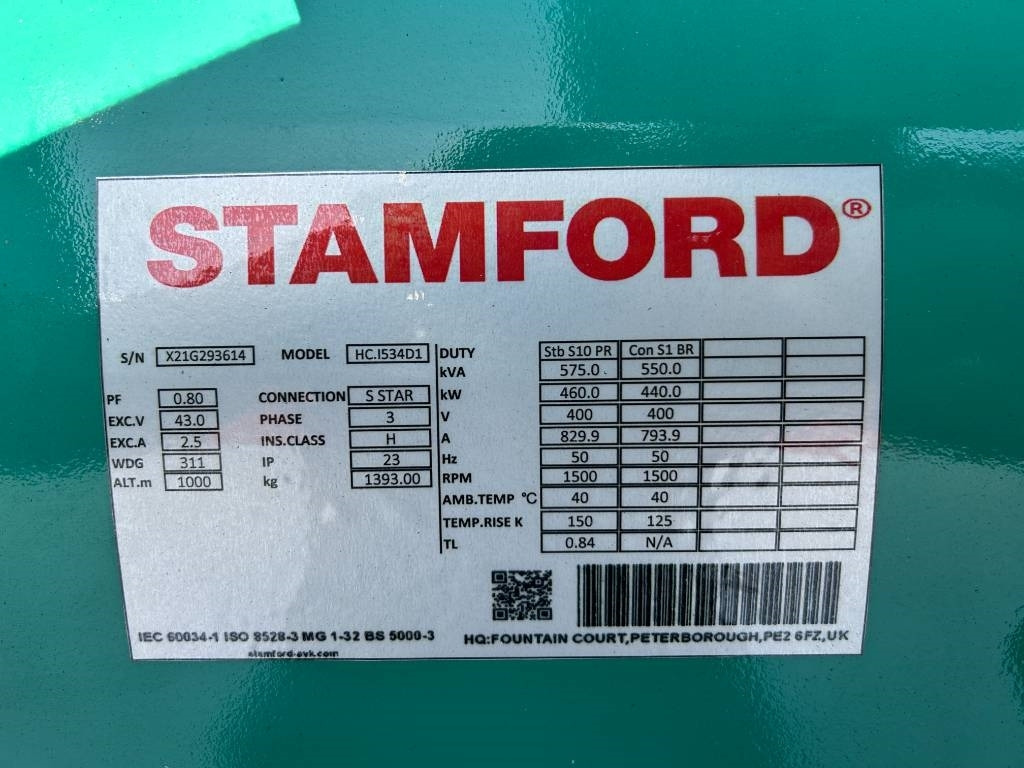 STAMFORD®
S/N X21G293614 MODEL HC.I534D1
PF 0.80 CONNECTION S STAR
EXC.V 43.0 PHASE 3
EXC.A 2.5 INS.CLASS H
WDG 311 IP 23
ALT.m 1000 kg 1393.00
DUTY Stb S10 PR Con S1 BR
kVA 575.0 550.0
kW 460.0 440.0
V 400 400
A 829.9 793.9
Hz 50 50
RPM 1500 1500
AMB.TEMP °C 40 40
TEMP.RISE K 150 125
TL 0.84 N/A
IEC 60034-1 ISO 8528-3 MG 1-32 BS 5000-3
stamford-avk.com
HQ:FOUNTAIN COURT,PETERBOROUGH,PE2 6FZ,UK